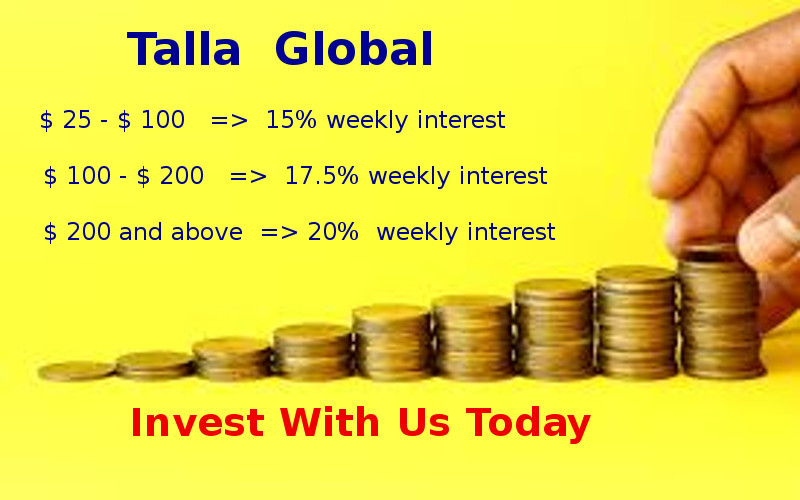 Talla Global
$ 25 - $ 100 => 15% weekly interest
$ 100 - $ 200 => 17.5% weekly interest
$ 200 and above => 20% weekly interest
Invest With Us Today